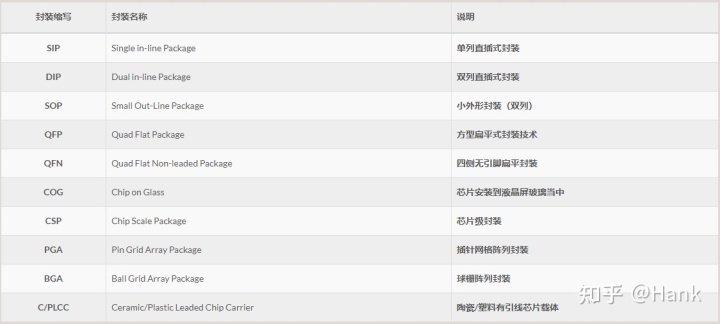 封装缩写 封装名称 说明
SIP Single in-line Package 单列直插式封装
DIP Dual in-line Package 双列直插式封装
SOP Small Out-Line Package 小外形封装（双列）
QFP Quad Flat Package 方型扁平式封装技术
QFN Quad Flat Non-leaded Package 四侧无引脚扁平封装
COG Chip on Glass 芯片安装到液晶屏玻璃当中
CSP Chip Scale Package 芯片级封装
PGA Pin Grid Array Package 插针网格阵列封装
BGA Ball Grid Array Package 球栅阵列封装
C/PLCC Ceramic/Plastic Leaded Chip Carrier 陶瓷/塑料有引线芯片载体
知乎 @Hank